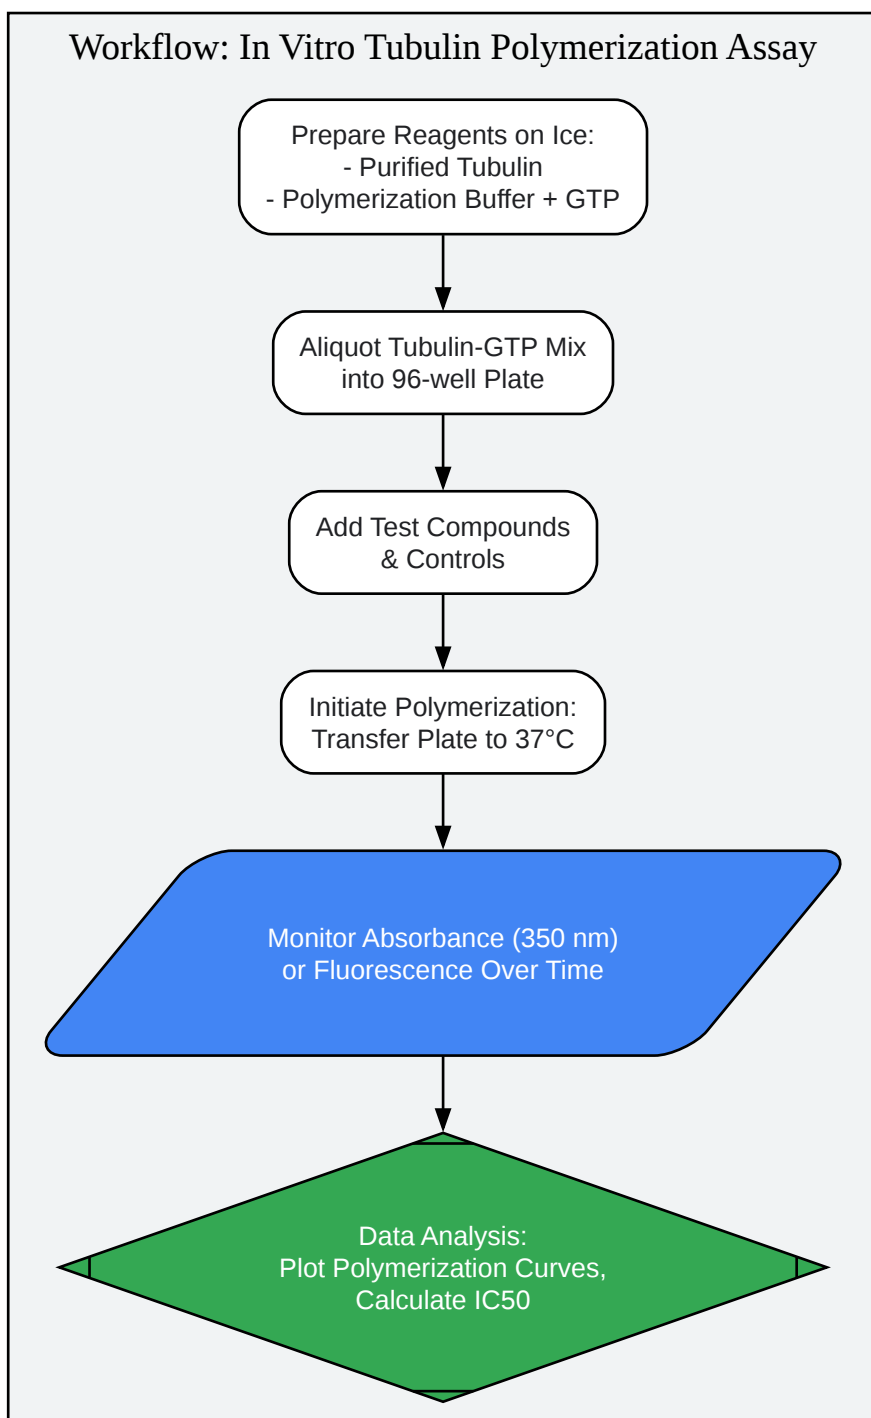 Workflow: In Vitro Tubulin Polymerization Assay
Prepare Reagents on Ice:
- Purified Tubulin
- Polymerization Buffer + GTP
Aliquot Tubulin-GTP Mix
into 96-well Plate
Add Test Compounds
& Controls
Initiate Polymerization:
Transfer Plate to 37°C
Monitor Absorbance (350 nm)
or Fluorescence Over Time
Data Analysis:
Plot Polymerization Curves,
Calculate IC50